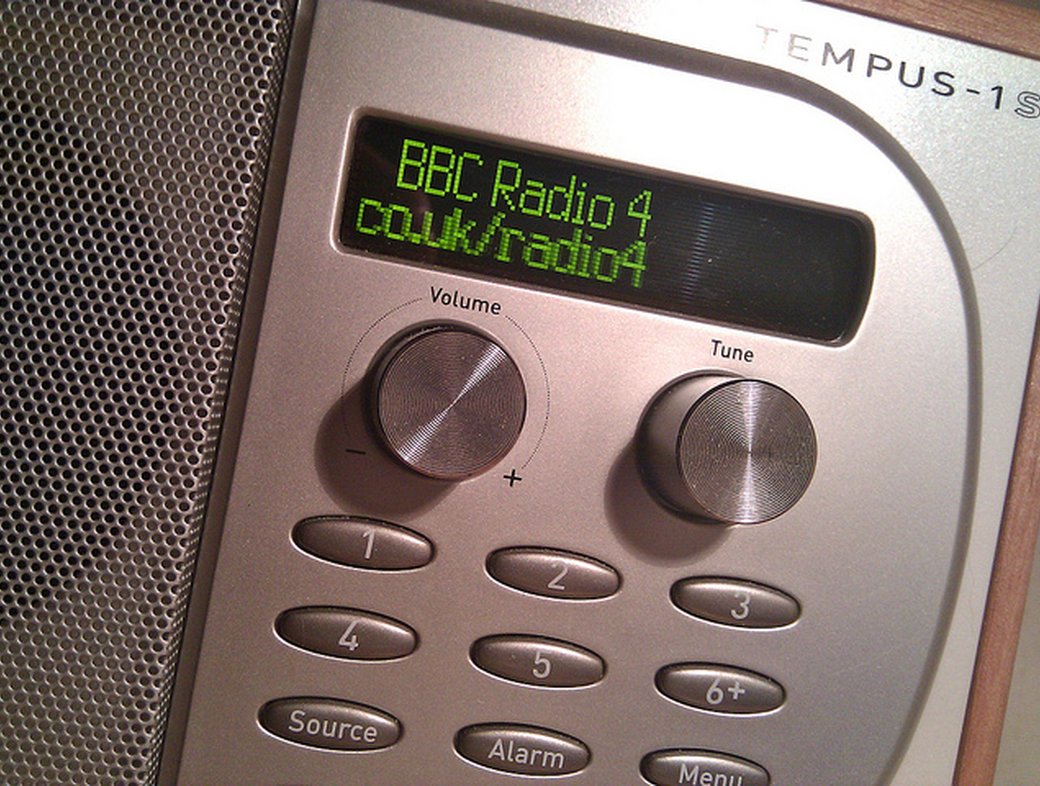 TEMPUS-1S
BBC Radio 4
co.uk/radio4
Volume
Tune
- +
1 2 3
4 5 6+
Source Alarm Menu